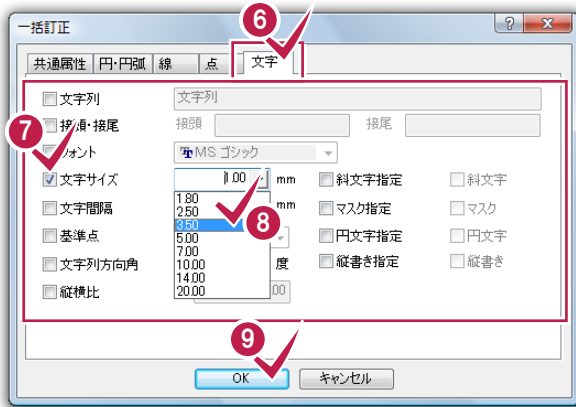 6
一括訂正
共通属性 円・円弧 線 点 文字
文字列 文字列
接頭・接尾 接頭 接尾
7
フォント MS ゴシック
文字サイズ 1.00 mm 斜文字指定 斜文字
文字間隔 1.80 mm マスク指定 マスク
2.50
3.50
8
基準点 5.00 円文字指定 円文字
7.00
文字列方向角 10.00 度 縦書き指定 縦書き
14.00
縦横比 20.00 .00
9
OK キャンセル